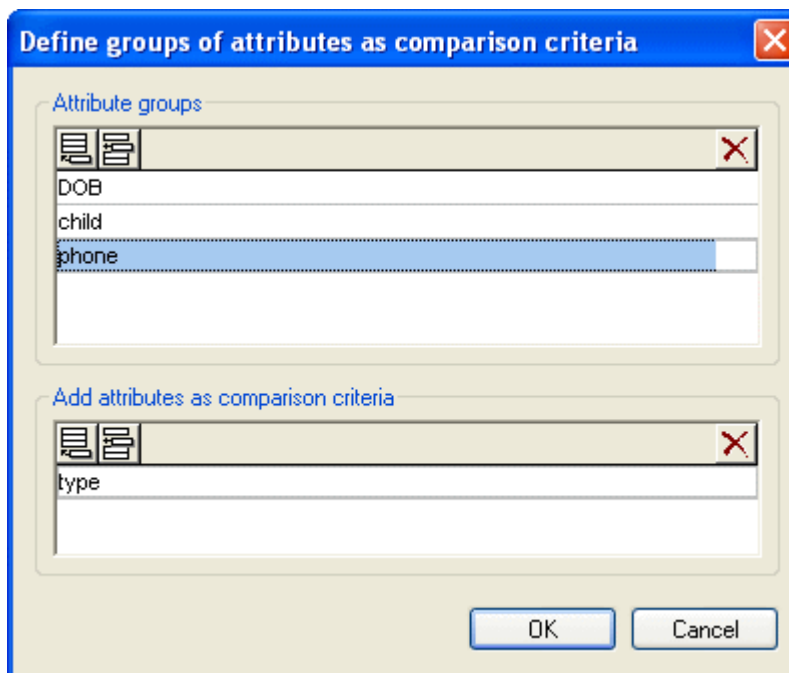 Define groups of attributes as comparison criteria
Attribute groups
DOB
child
phone
Add attributes as comparison criteria
type
OK
Cancel